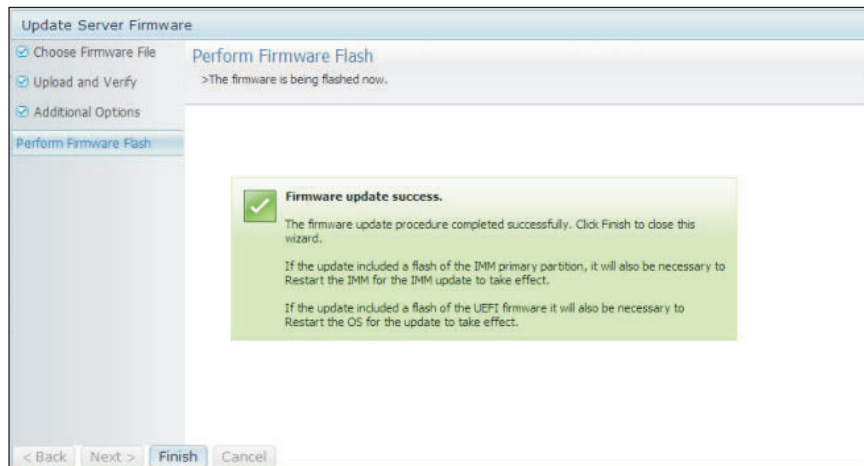 Update Server Firmware
Choose Firmware File
Upload and Verify
Additional Options
Perform Firmware Flash
Perform Firmware Flash
>The firmware is being flashed now.
Firmware update success.
The firmware update procedure completed successfully. Click Finish to close this
wizard.
If the update included a flash of the IMM primary partition, it will also be necessary to
Restart the IMM for the IMM update to take effect.
If the update included a flash of the UEFI firmware it will also be necessary to
Restart the OS for the update to take effect.
< Back Next > Finish Cancel